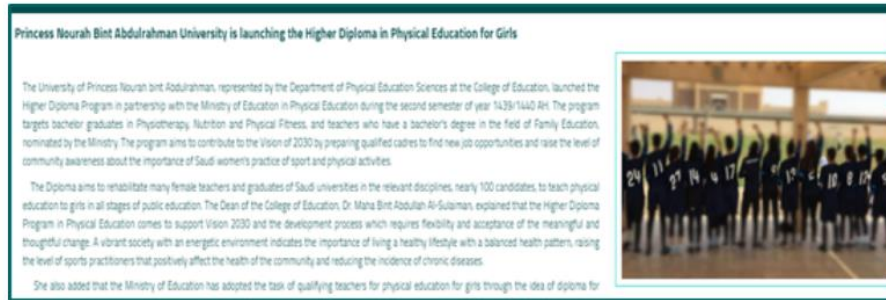 Princess Nourah Bint Abdulrahman University is launching the Higher Diploma in Physical Education for Girls
The University of Princess Nourah bint Abdulrahman, represented by the Department of Physical Education Sciences at the College of Education, launched the
Higher Diploma Program in partnership with the Ministry of Education in Physical Education during the second semester of year 1439/1440 AH. The program
targets bachelor graduates in Physiotherapy, Nutrition and Physical Fitness, and teachers who have a bachelor's degree in the field of Family Education,
nominated by the Ministry. The program aims to contribute to the Vision of 2030 by preparing qualified cadres to find new job opportunities and raise the level of
community awareness about the importance of Saudi women's practice of sport and physical activities.
The Diploma aims to rehabilitate many female teachers and graduates of Saudi universities in the relevant disciplines, nearly 100 candidates, to teach physical
education to girls in all stages of public education. The Dean of the College of Education, Dr. Maha Bint Abdullah Al-Sulaiman, explained that the Higher Diploma
Program in Physical Education comes to support Vision 2030 and the development process which requires flexibility and acceptance of the meaningful and
thoughtful change. A vibrant society with an energetic environment indicates the importance of living a healthy lifestyle with a balanced health pattern, raising
the level of sports practitioners that positively affect the health of the community and reducing the incidence of chronic diseases.
She also added that the Ministry of Education has adopted the task of qualifying teachers for physical education for girls through the idea of diploma for
24 11 27 14 4 17 13 10 8 17